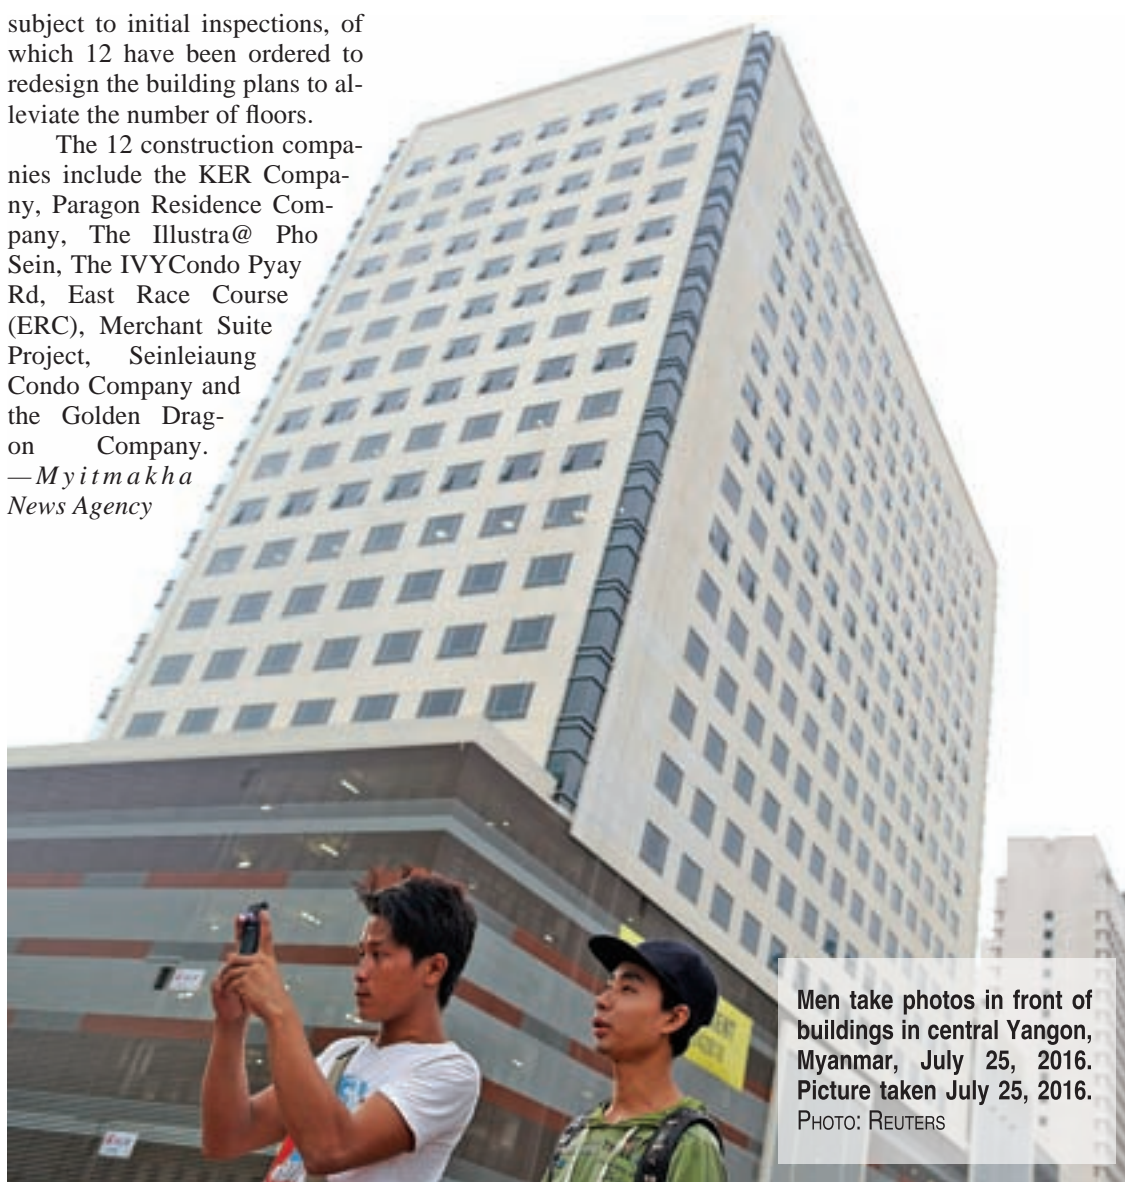 subject to initial inspections, of
which 12 have been ordered to
redesign the building plans to al-
leviate the number of floors.
The 12 construction compa-
nies include the KER Compa-
ny, Paragon Residence Com-
pany, The Illustra@ Pho
Sein, The IVYCondo Pyay
Rd, East Race Course
(ERC), Merchant Suite
Project, Seinleiaung
Condo Company and
the Golden Drag-
on Company.
—Myitmakha
News Agency
Men take photos in front of
buildings in central Yangon,
Myanmar, July 25, 2016.
Picture taken July 25, 2016.
PHOTO: REUTERS